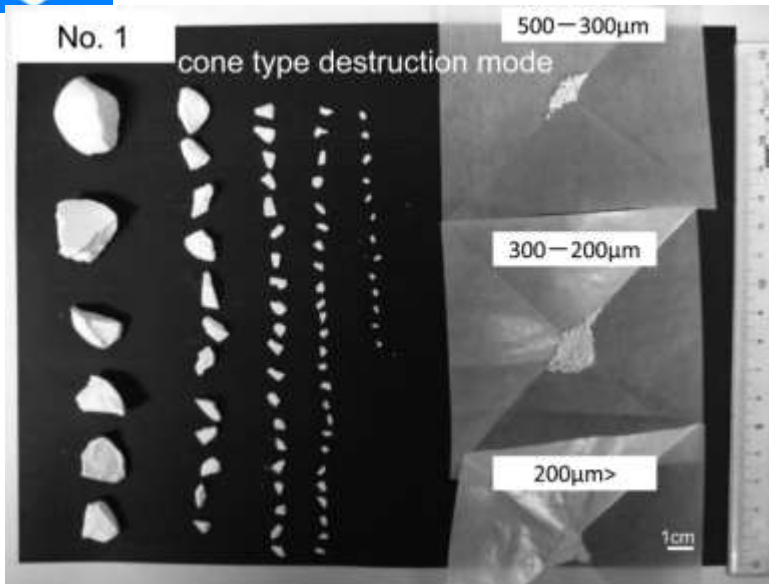 No. 1
cone type destruction mode
500－300μm
300－200μm
200μm>
1cm